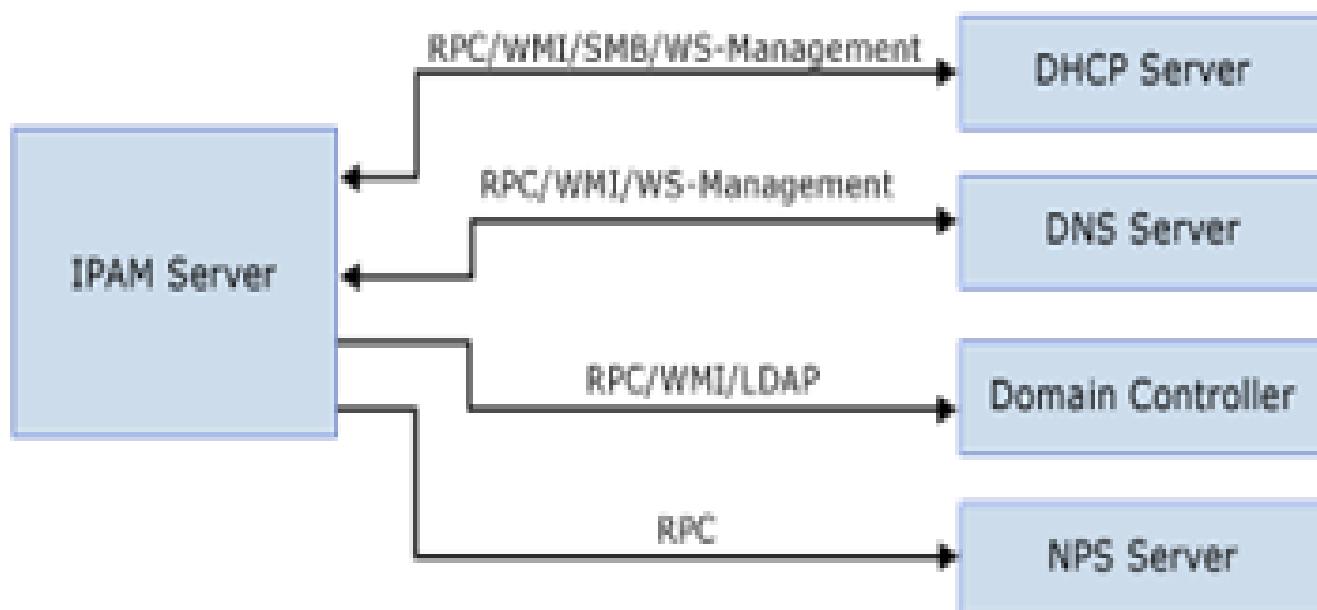 RPC/WMI/SMB/WS-Management
DHCP Server
RPC/WMI/WS-Management
DNS Server
IPAM Server
RPC/WMI/LDAP
Domain Controller
RPC
NPS Server